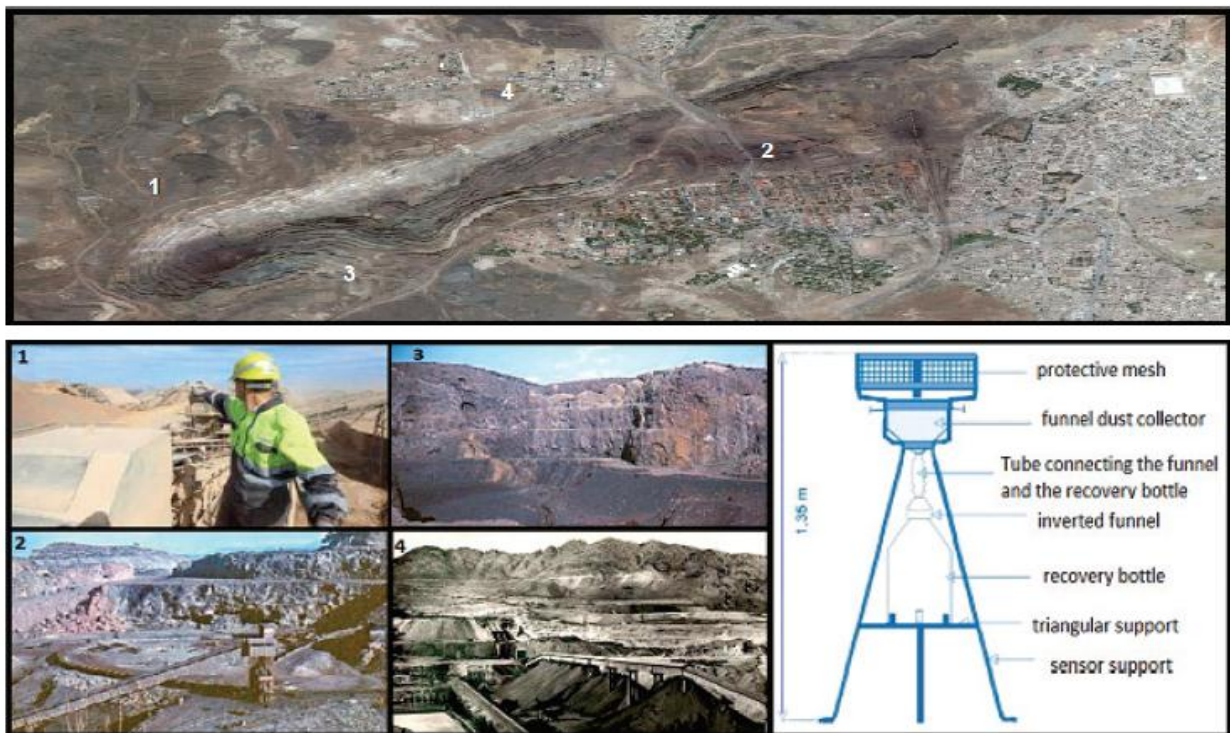 4
1
2
3
1
3
2
4
protective mesh
funnel dust collector
Tube connecting the funnel
and the recovery bottle
inverted funnel
recovery bottle
triangular support
sensor support
1,35 m